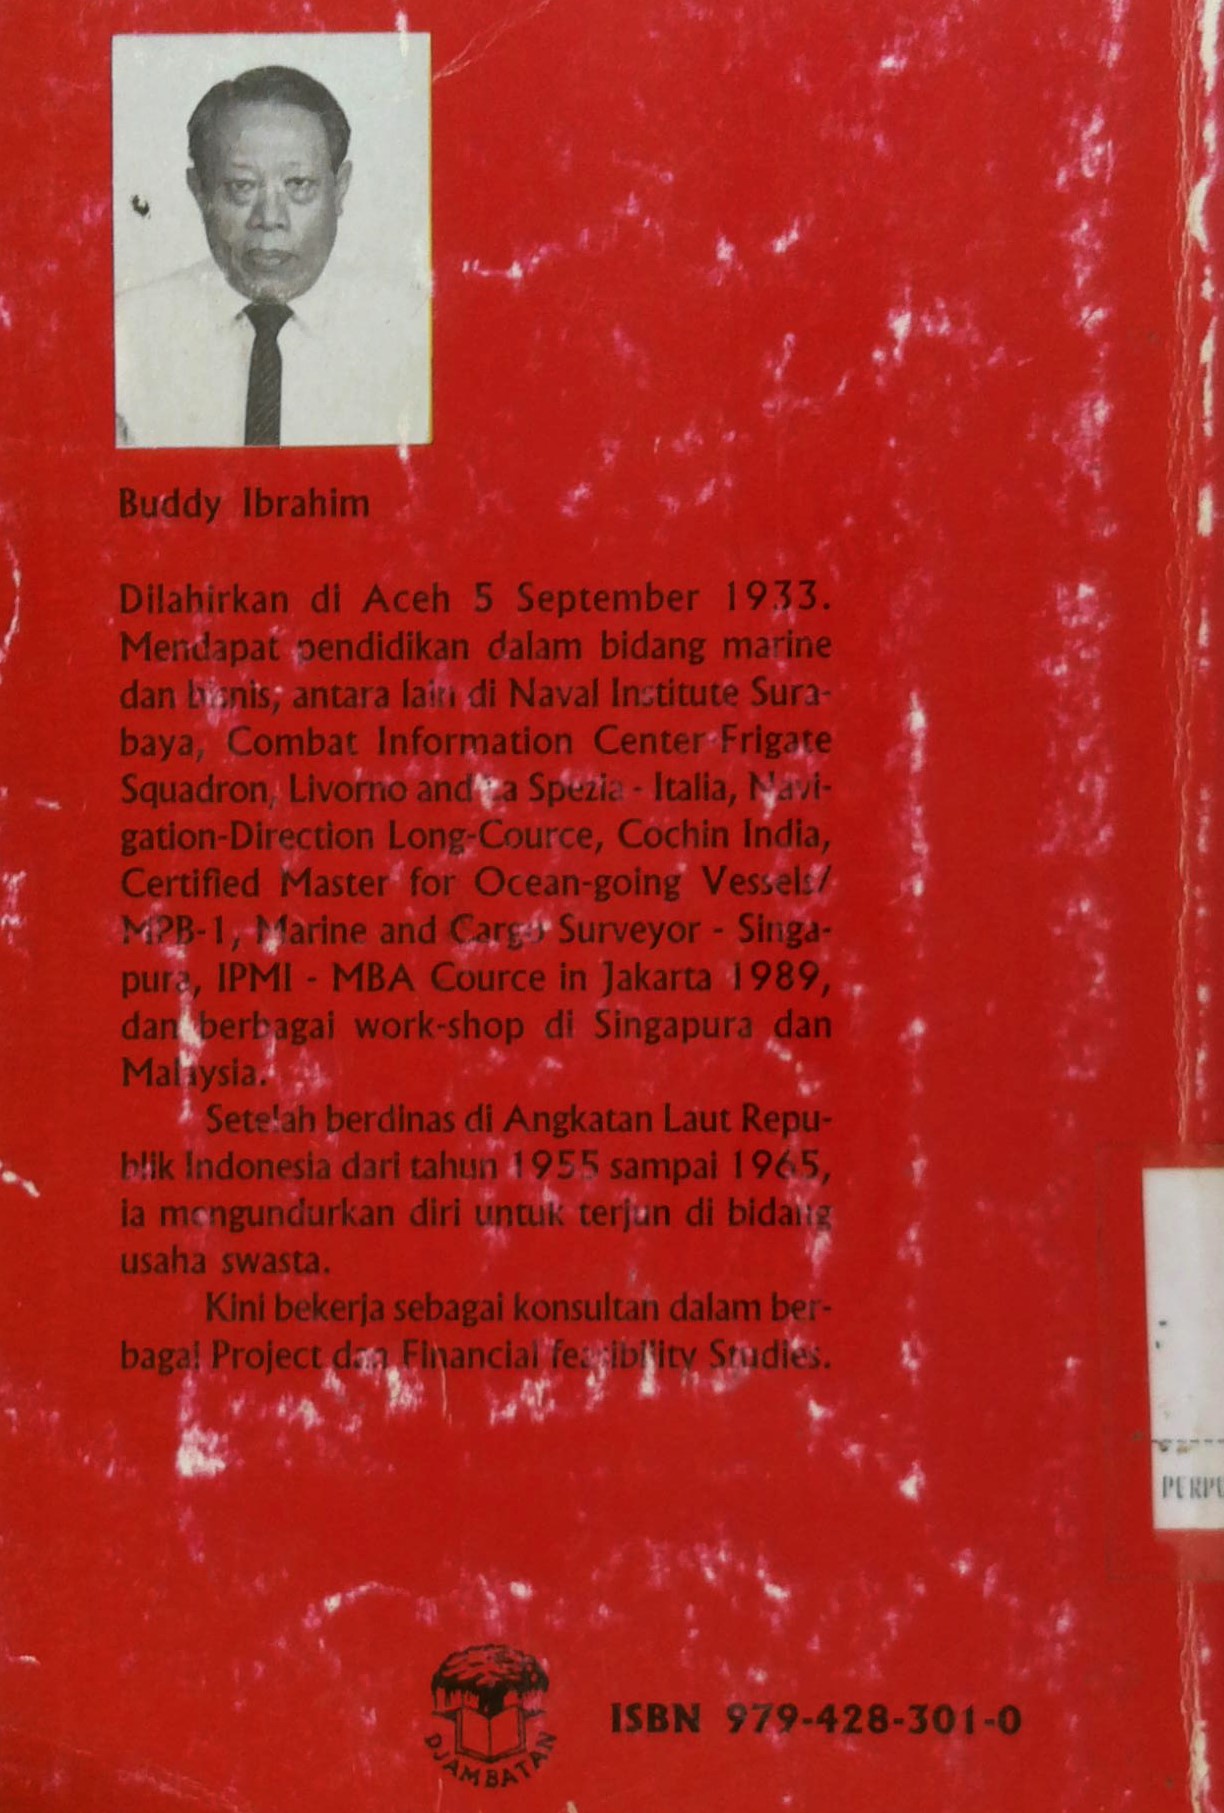 Buddy Ibrahim
Dilahirkan di Aceh 5 September 1933.
Mendapat pendidikan dalam bidang marine
dan bisnis, antara lain di Naval Institute Sura-
baya, Combat Information Center Frigate
Squadron, Livorno and La Spezia - Italia, Navi-
gation-Direction Long-Cource, Cochin India,
Certified Master for Ocean-going Vessels/
MPB-1, Marine and Cargo Surveyor - Singa-
pura, IPMI - MBA Cource in Jakarta 1989,
dan berbagai work-shop di Singapura dan
Malaysia.
Setelah berdinas di Angkatan Laut Repu-
blik Indonesia dari tahun 1955 sampai 1965,
ia mengundurkan diri untuk terjun di bidang
usaha swasta.
Kini bekerja sebagai konsultan dalam ber-
bagai Project dan Financial feasibility Studies.
PERPU
DJAMBATAN
ISBN 979-428-301-0